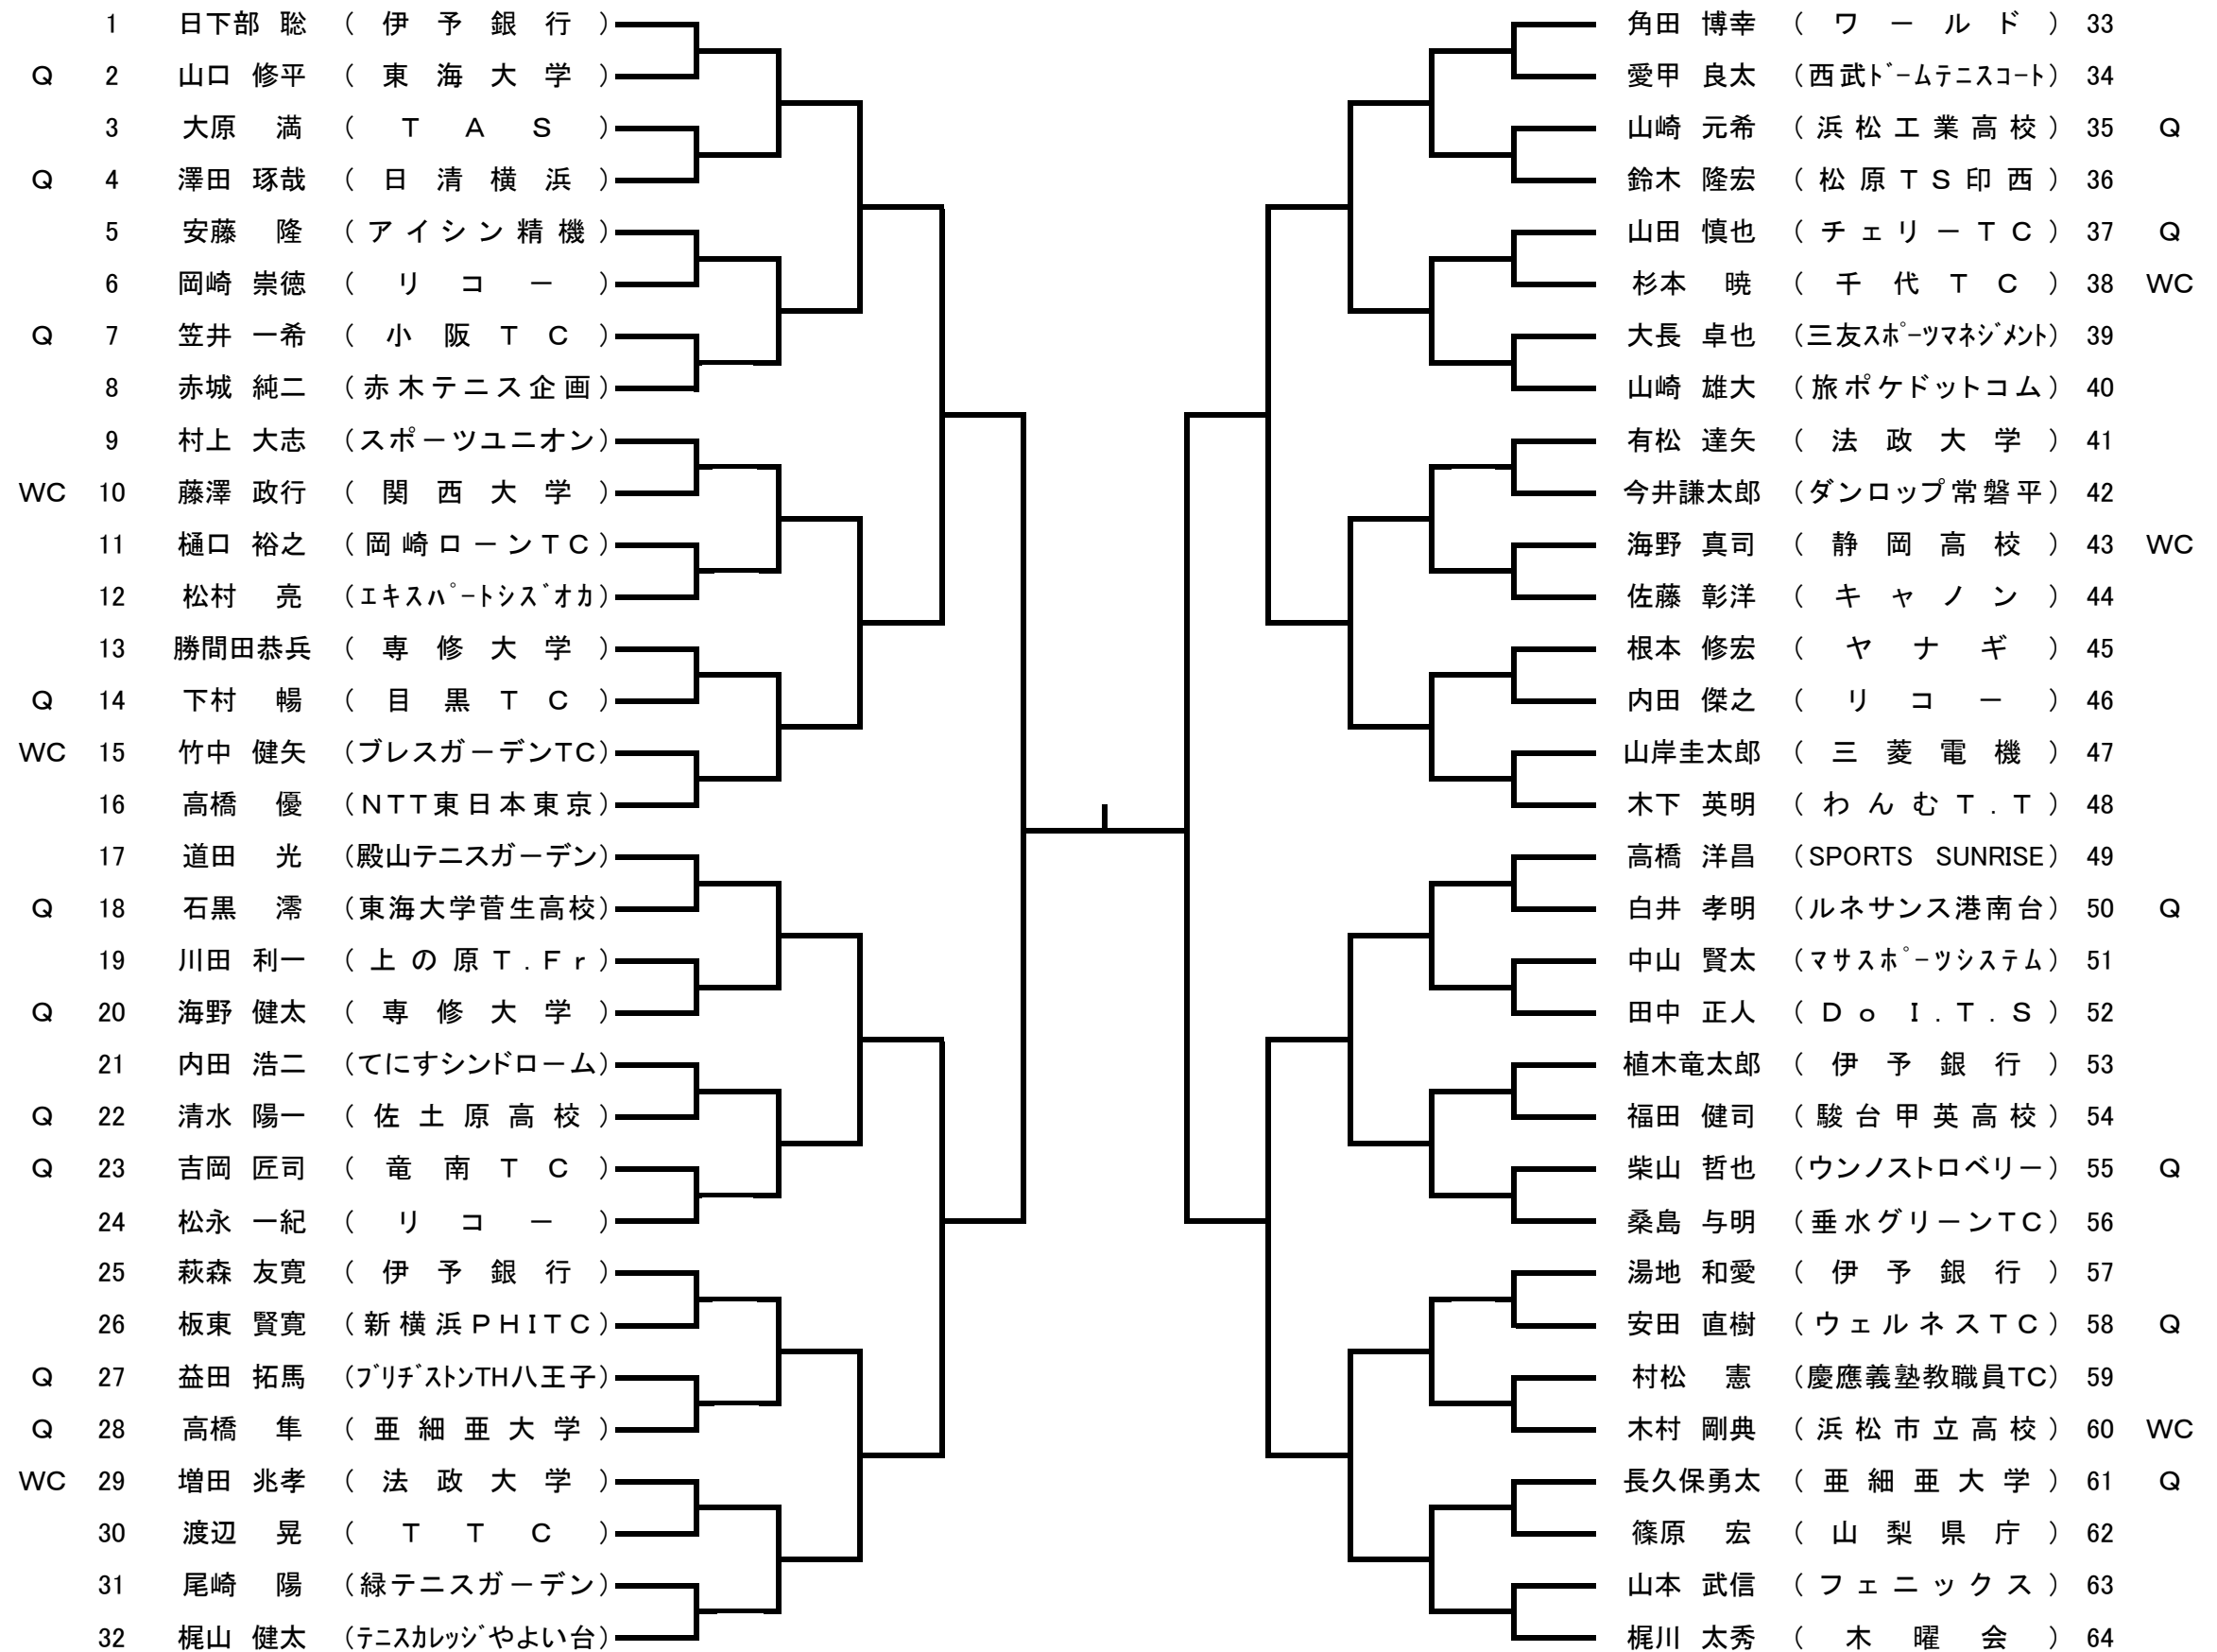 1 日下部 聡 (伊予銀行)
Q 2 山口 修平 (東海大学)
3 大原 満 (TAS)
Q 4 澤田 琢哉 (日清横浜)
5 安藤 隆 (アイシン精機)
6 岡崎 崇徳 (リコー)
Q 7 笠井 一希 (小阪TC)
8 赤城 純二 (赤木テニス企画)
9 村上 大志 (スポーツユニオン)
WC 10 藤澤 政行 (関西大学)
11 樋口 裕之 (岡崎ローンTC)
12 松村 亮 (エキスパートシズオカ)
13 勝間田恭兵 (専修大学)
Q 14 下村 暢 (目黒TC)
WC 15 竹中 健矢 (ブレスガーデンTC)
16 高橋 優 (NTT東日本東京)
17 道田 光 (殿山テニスガーデン)
Q 18 石黒 澪 (東海大学菅生高校)
19 川田 利一 (上の原T.Fr)
Q 20 海野 健太 (専修大学)
21 内田 浩二 (てにすシンドローム)
Q 22 清水 陽一 (佐土原高校)
Q 23 吉岡 匠司 (竜南TC)
24 松永 一紀 (リコー)
25 萩森 友寛 (伊予銀行)
26 板東 賢寛 (新横浜PHITC)
Q 27 益田 拓馬 (ブリヂストンTH八王子)
Q 28 高橋 隼 (亜細亜大学)
WC 29 増田 兆孝 (法政大学)
30 渡辺 晃 (TTC)
31 尾崎 陽 (緑テニスガーデン)
32 梶山 健太 (テニスカレッジやよい台)
角田 博幸 (ワールド) 33
愛甲 良太 (西武ドームテニスコート) 34
山崎 元希 (浜松工業高校) 35 Q
鈴木 隆宏 (松原TS印西) 36
山田 慎也 (チェリーTC) 37 Q
杉本 暁 (千代TC) 38 WC
大長 卓也 (三友スポーツマネジメント) 39
山崎 雄大 (旅ポケドットコム) 40
有松 達矢 (法政大学) 41
今井謙太郎 (ダンロップ常磐平) 42
海野 真司 (静岡高校) 43 WC
佐藤 彰洋 (キャノン) 44
根本 修宏 (ヤナギ) 45
内田 傑之 (リコー) 46
山岸圭太郎 (三菱電機) 47
木下 英明 (わんむT.T) 48
高橋 洋昌 (SPORTS SUNRISE) 49
白井 孝明 (ルネサンス港南台) 50 Q
中山 賢太 (マサスポーツシステム) 51
田中 正人 (Do I.T.S) 52
植木竜太郎 (伊予銀行) 53
福田 健司 (駿台甲英高校) 54
柴山 哲也 (ウンノストロベリー) 55 Q
桑島 与明 (垂水グリーンTC) 56
湯地 和愛 (伊予銀行) 57
安田 直樹 (ウェルネスTC) 58 Q
村松 憲 (慶應義塾教職員TC) 59
木村 剛典 (浜松市立高校) 60 WC
長久保勇太 (亜細亜大学) 61 Q
篠原 宏 (山梨県庁) 62
山本 武信 (フェニックス) 63
梶川 太秀 (木曜会) 64